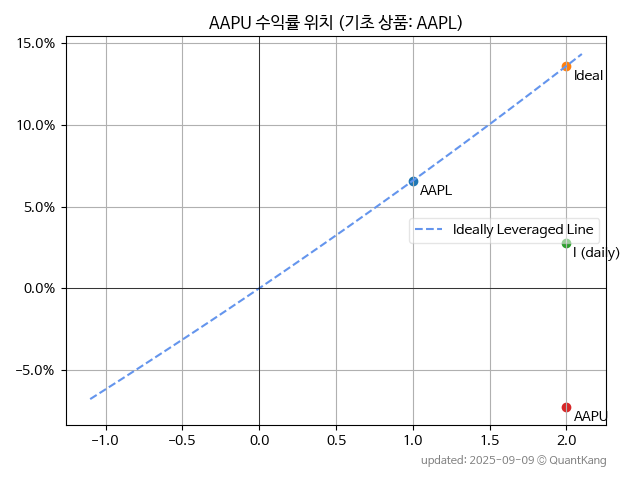 AAPU 수익률 위치 (기초 상품: AAPL)
15.0%
10.0%
5.0%
0.0%
−5.0%
Ideal
AAPL
Ideally Leveraged Line
l (daily)
AAPU
−1.0 −0.5 0.0 0.5 1.0 1.5 2.0
updated: 2025-09-09 © QuantKang